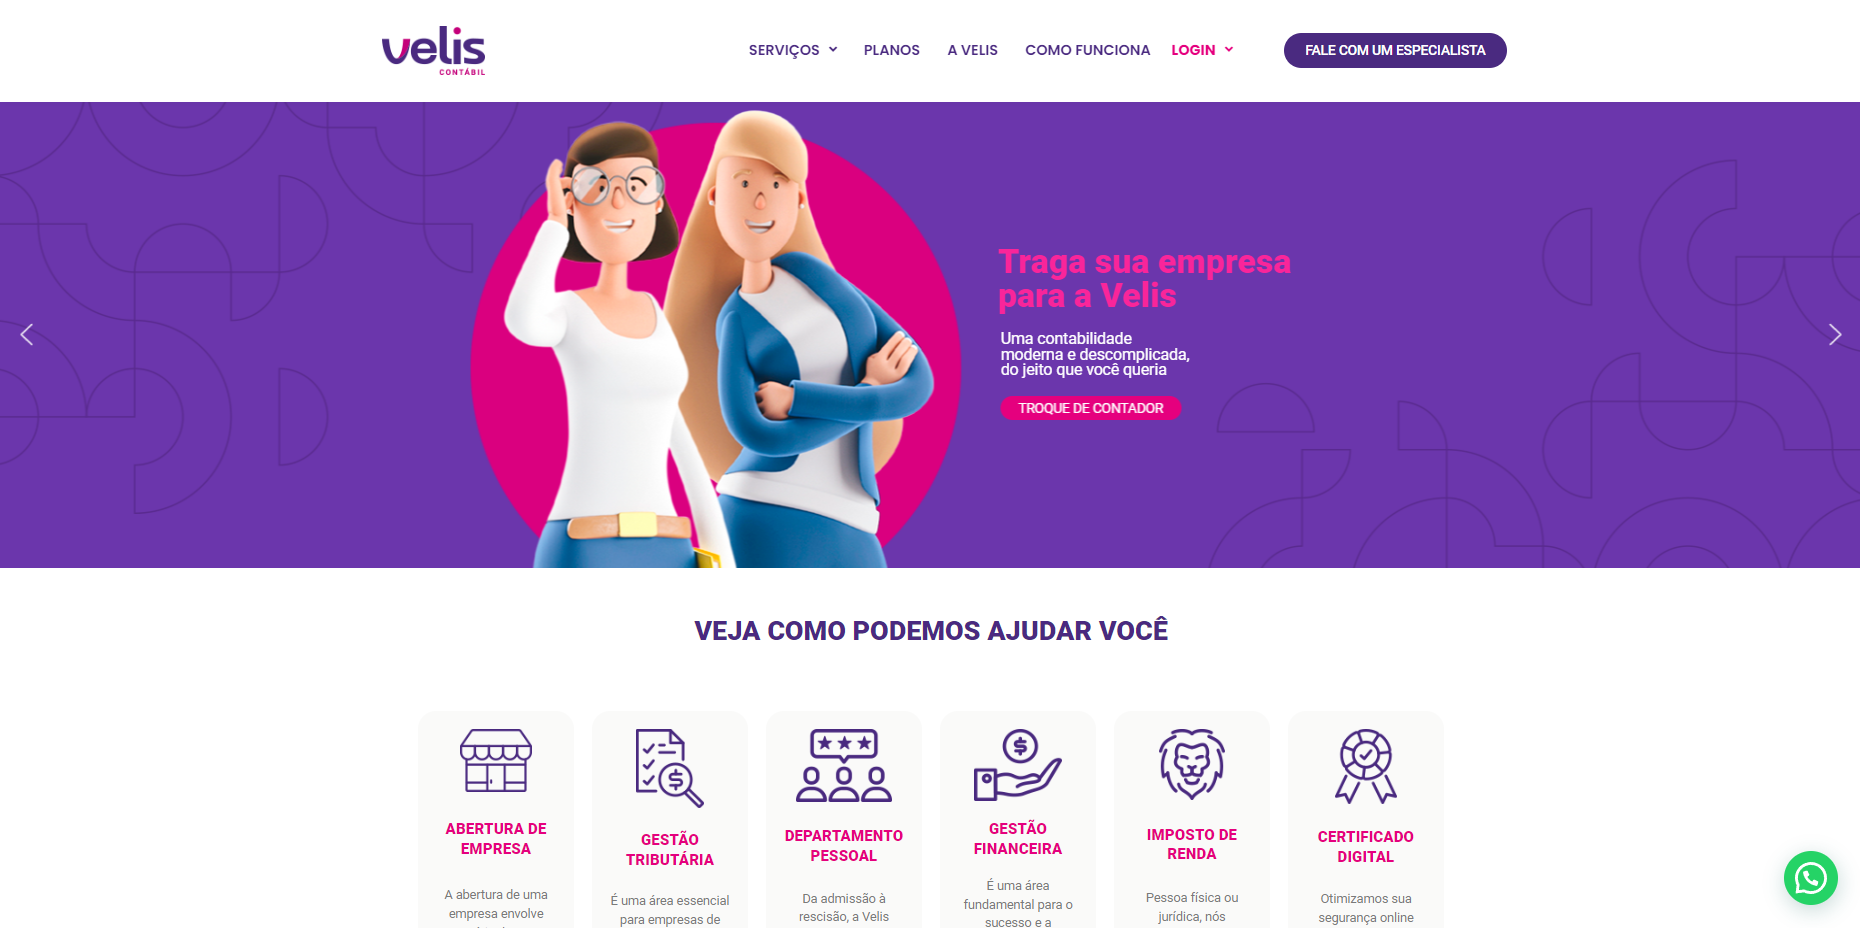 velis
CONTÁBIL
SERVIÇOS
PLANOS
A VELIS
COMO FUNCIONA
LOGIN
FALE COM UM ESPECIALISTA
Traga sua empresa
para a Velis
Uma contabilidade
moderna e descomplicada,
do jeito que você queria
TROQUE DE CONTADOR
VEJA COMO PODEMOS AJUDAR VOCÊ
ABERTURA DE
EMPRESA
A abertura de uma
empresa envolve
GESTÃO
TRIBUTÁRIA
É uma área essencial
para empresas de
DEPARTAMENTO
PESSOAL
Da admissão à
rescisão, a Velis
GESTÃO
FINANCEIRA
É uma área
fundamental para o
sucesso e a
IMPOSTO DE
RENDA
Pessoa física ou
jurídica, nós
CERTIFICADO
DIGITAL
Otimizamos sua
segurança online